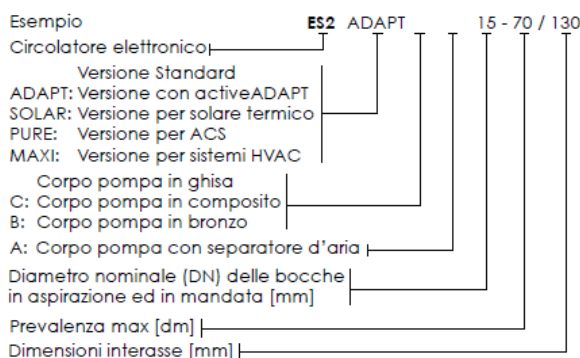 Esempio ES2 ADAPT 15 - 70 / 130
Circolatore elettronico
Versione Standard
ADAPT: Versione con activeADAPT
SOLAR: Versione per solare termico
PURE: Versione per ACS
MAXI: Versione per sistemi HVAC
Corpo pompa in ghisa
C: Corpo pompa in composito
B: Corpo pompa in bronzo
A: Corpo pompa con separatore d'aria
Diametro nominale (DN) delle bocche
in aspirazione ed in mandata [mm]
Prevalenza max [dm]
Dimensioni interasse [mm]